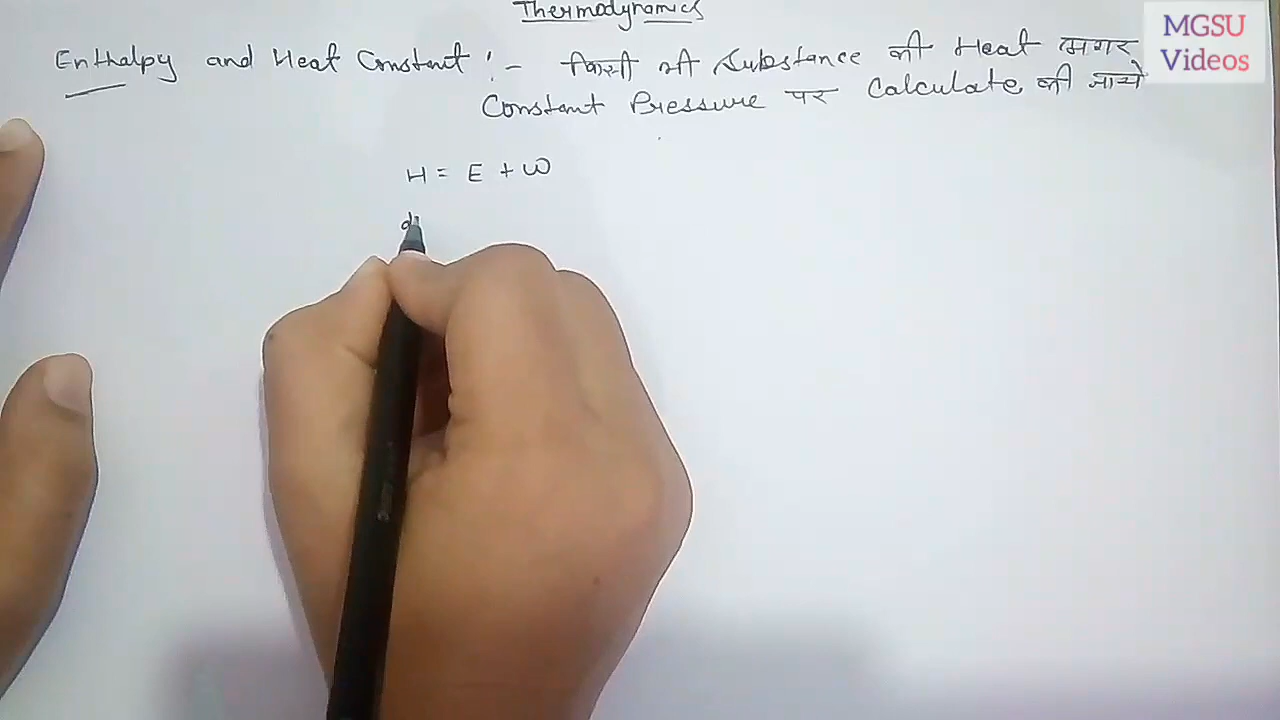 Thermodynamics
MGSU
Videos
Enthalpy and Heat Constant :- किसी भी Substance की Heat अगर
Constant Pressure पर Calculate की जाये
H = E + W
d